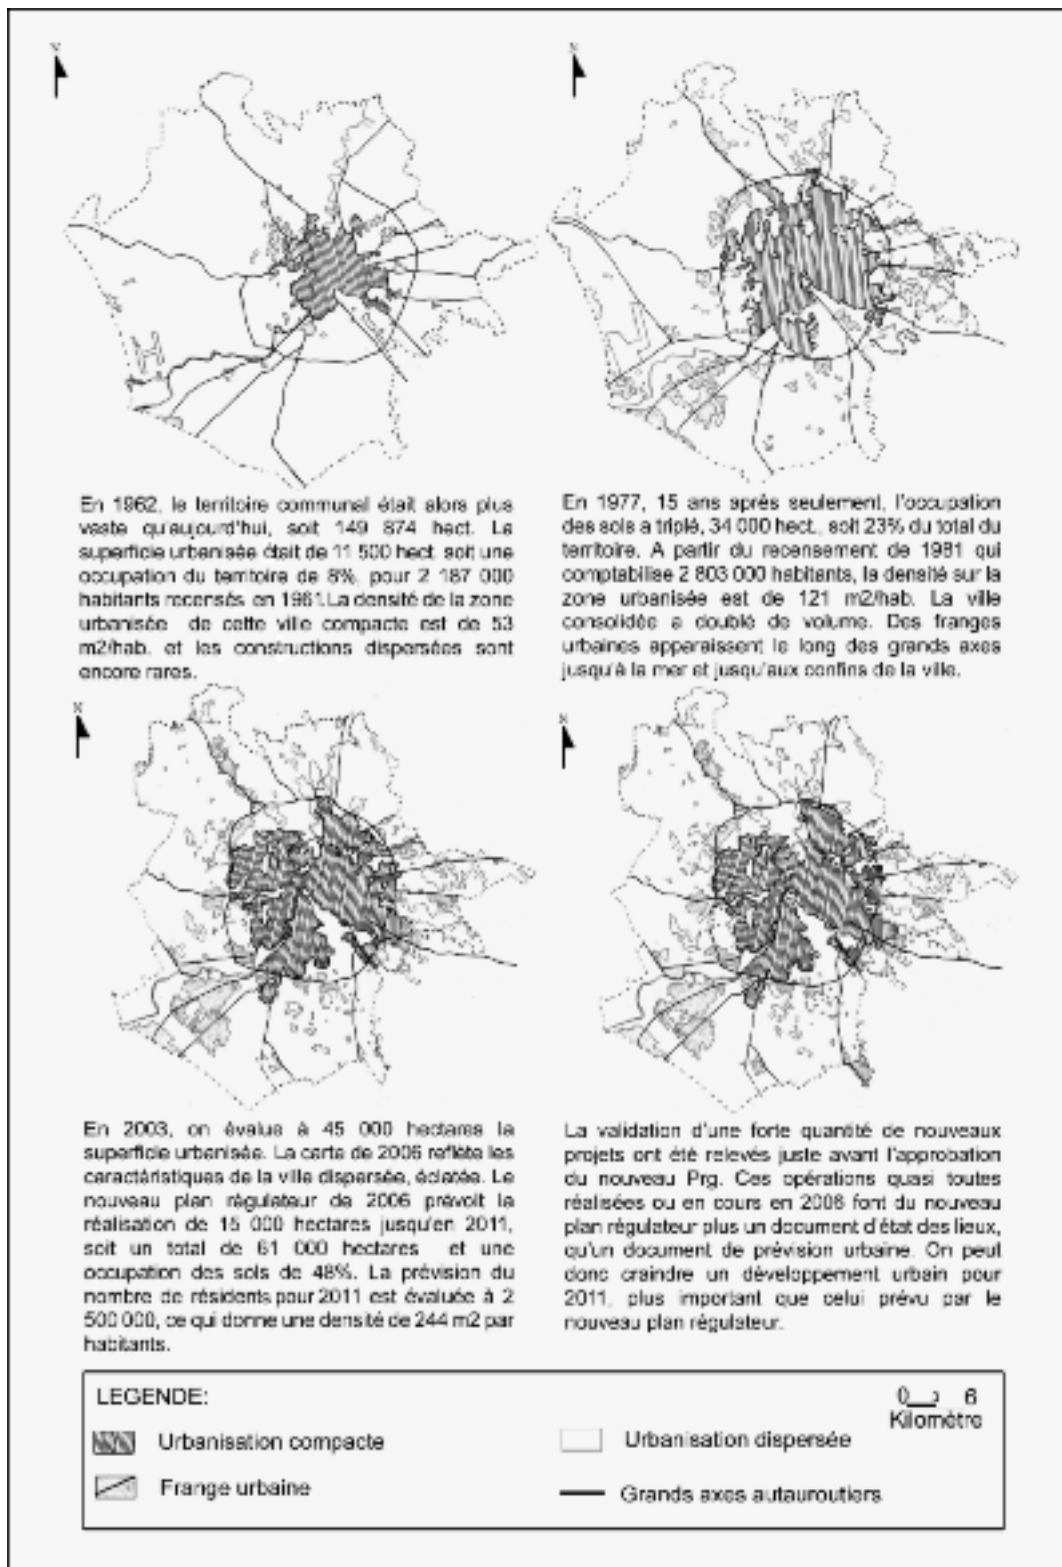 N
N
En 1962, le territoire communal était alors plus
vaste qu'aujourd'hui, soit 149 874 hect. La
superficie urbanisée était de 11 500 hect. soit une
occupation du territoire de 8%, pour 2 187 000
habitants recensés en 1961.La densité de la zone
urbanisée de cette ville compacte est de 53
m2/hab. et les constructions dispersées sont
encore rares.
En 1977, 15 ans après seulement, l'occupation
des sols a triplé, 34 000 hect., soit 23% du total du
territoire. A partir du recensement de 1981 qui
comptabilise 2 803 000 habitants, la densité sur la
zone urbanisée est de 121 m2/hab. La ville
consolidée a doublé de volume. Des franges
urbaines apparaissent le long des grands axes
jusqu'à la mer et jusqu'aux confins de la ville.
N
N
En 2003, on évalue à 45 000 hectares la
superficie urbanisée. La carte de 2006 reflète les
caractéristiques de la ville dispersée, éclatée. Le
nouveau plan régulateur de 2006 prévoit la
réalisation de 15 000 hectares jusqu'en 2011,
soit un total de 61 000 hectares et une
occupation des sols de 48%. La prévision du
nombre de résidents pour 2011 est évaluée à 2
500 000, ce qui donne une densité de 244 m2 par
habitants.
La validation d'une forte quantité de nouveaux
projets ont été relevés juste avant l'approbation
du nouveau Prg. Ces opérations quasi toutes
réalisées ou en cours en 2006 font du nouveau
plan régulateur plus un document d'état des lieux,
qu'un document de prévision urbaine. On peut
donc craindre un développement urbain pour
2011, plus important que celui prévu par le
nouveau plan régulateur.
LEGENDE:
0 6
Kilomètre
Urbanisation compacte
Urbanisation dispersée
Frange urbaine
Grands axes autauroutiers